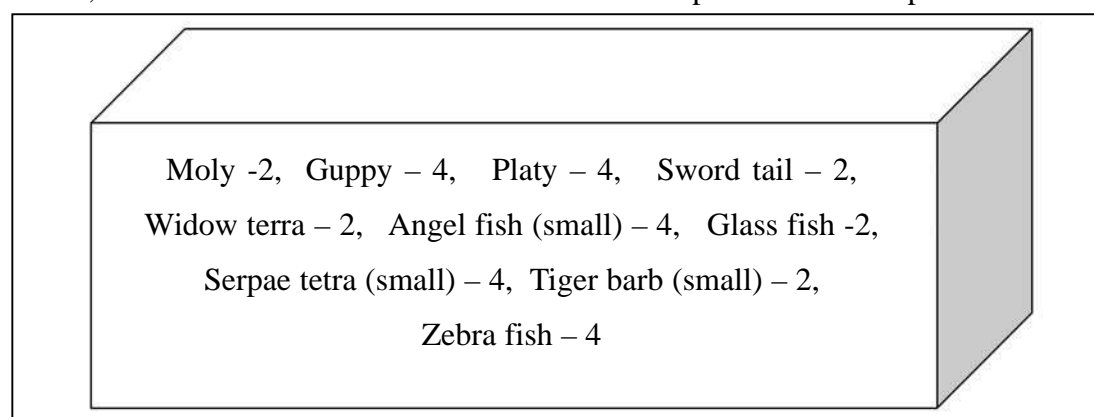 Moly -2, Guppy – 4, Platy – 4, Sword tail – 2,
Widow terra – 2, Angel fish (small) – 4, Glass fish -2,
Serpae tetra (small) – 4, Tiger barb (small) – 2,
Zebra fish – 4